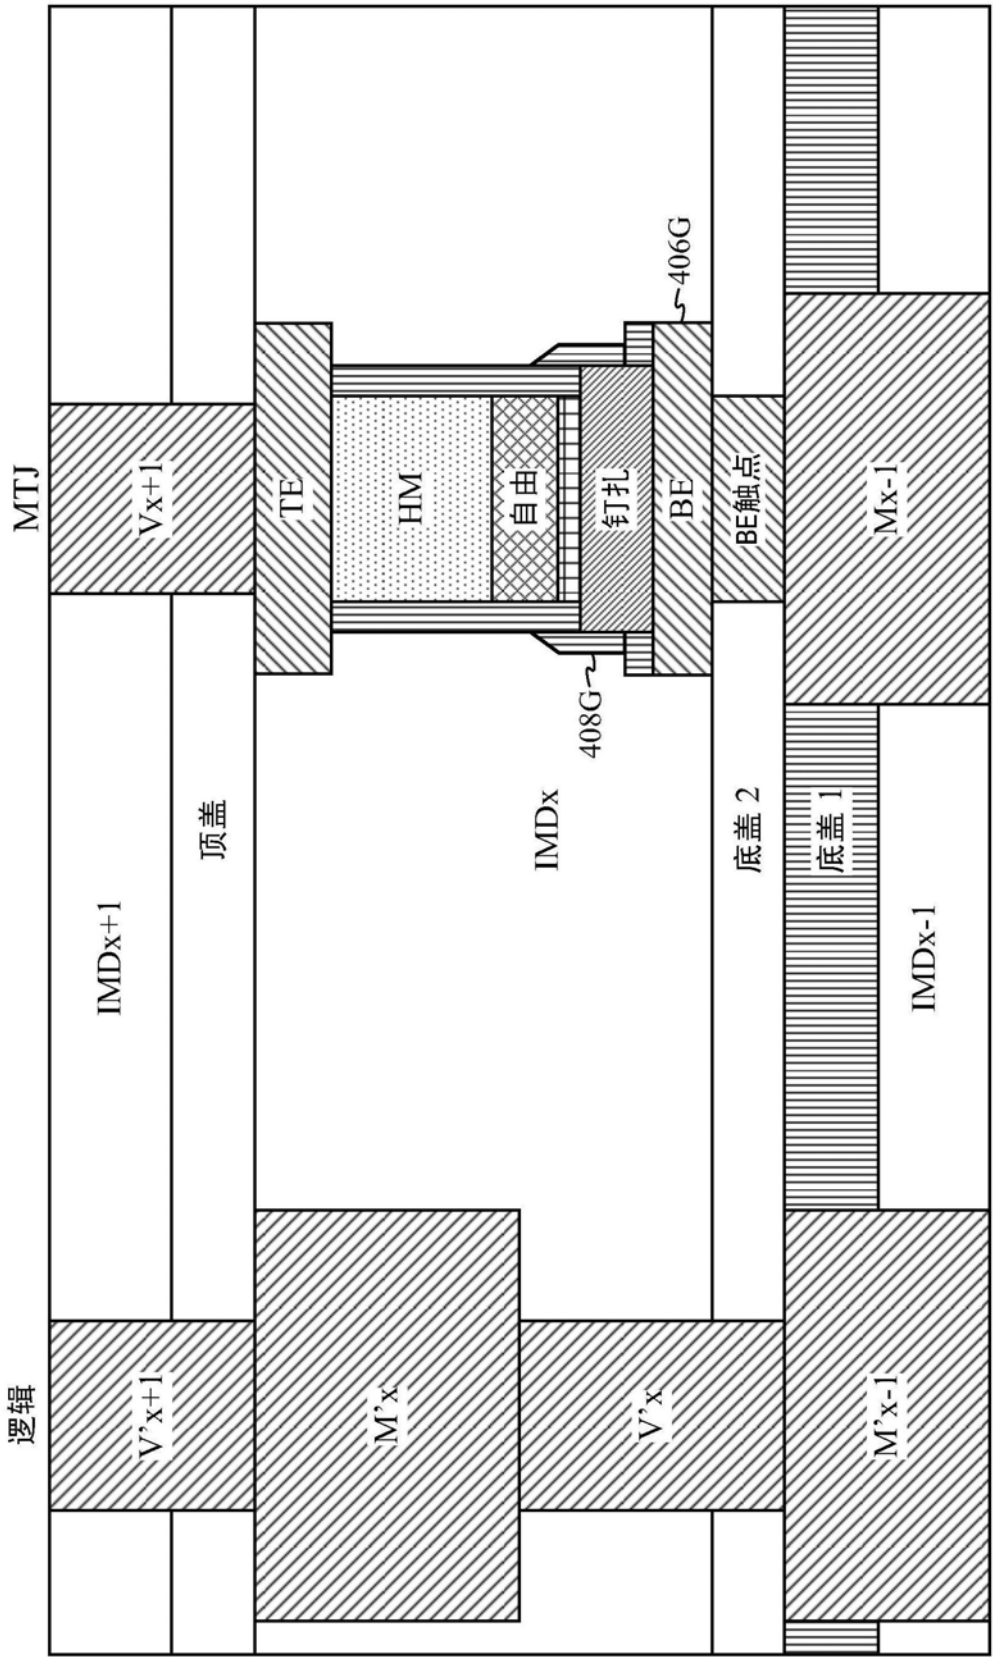 逻辑
MTJ
V'x+1
IMDx+1
Vx+1
顶盖
M'x
TE
HM
自由
IMDx
408G
钉扎
406G
V'x
BE
底盖 2
BE触点
底盖 1
M'x-1
IMDx-1
Mx-1